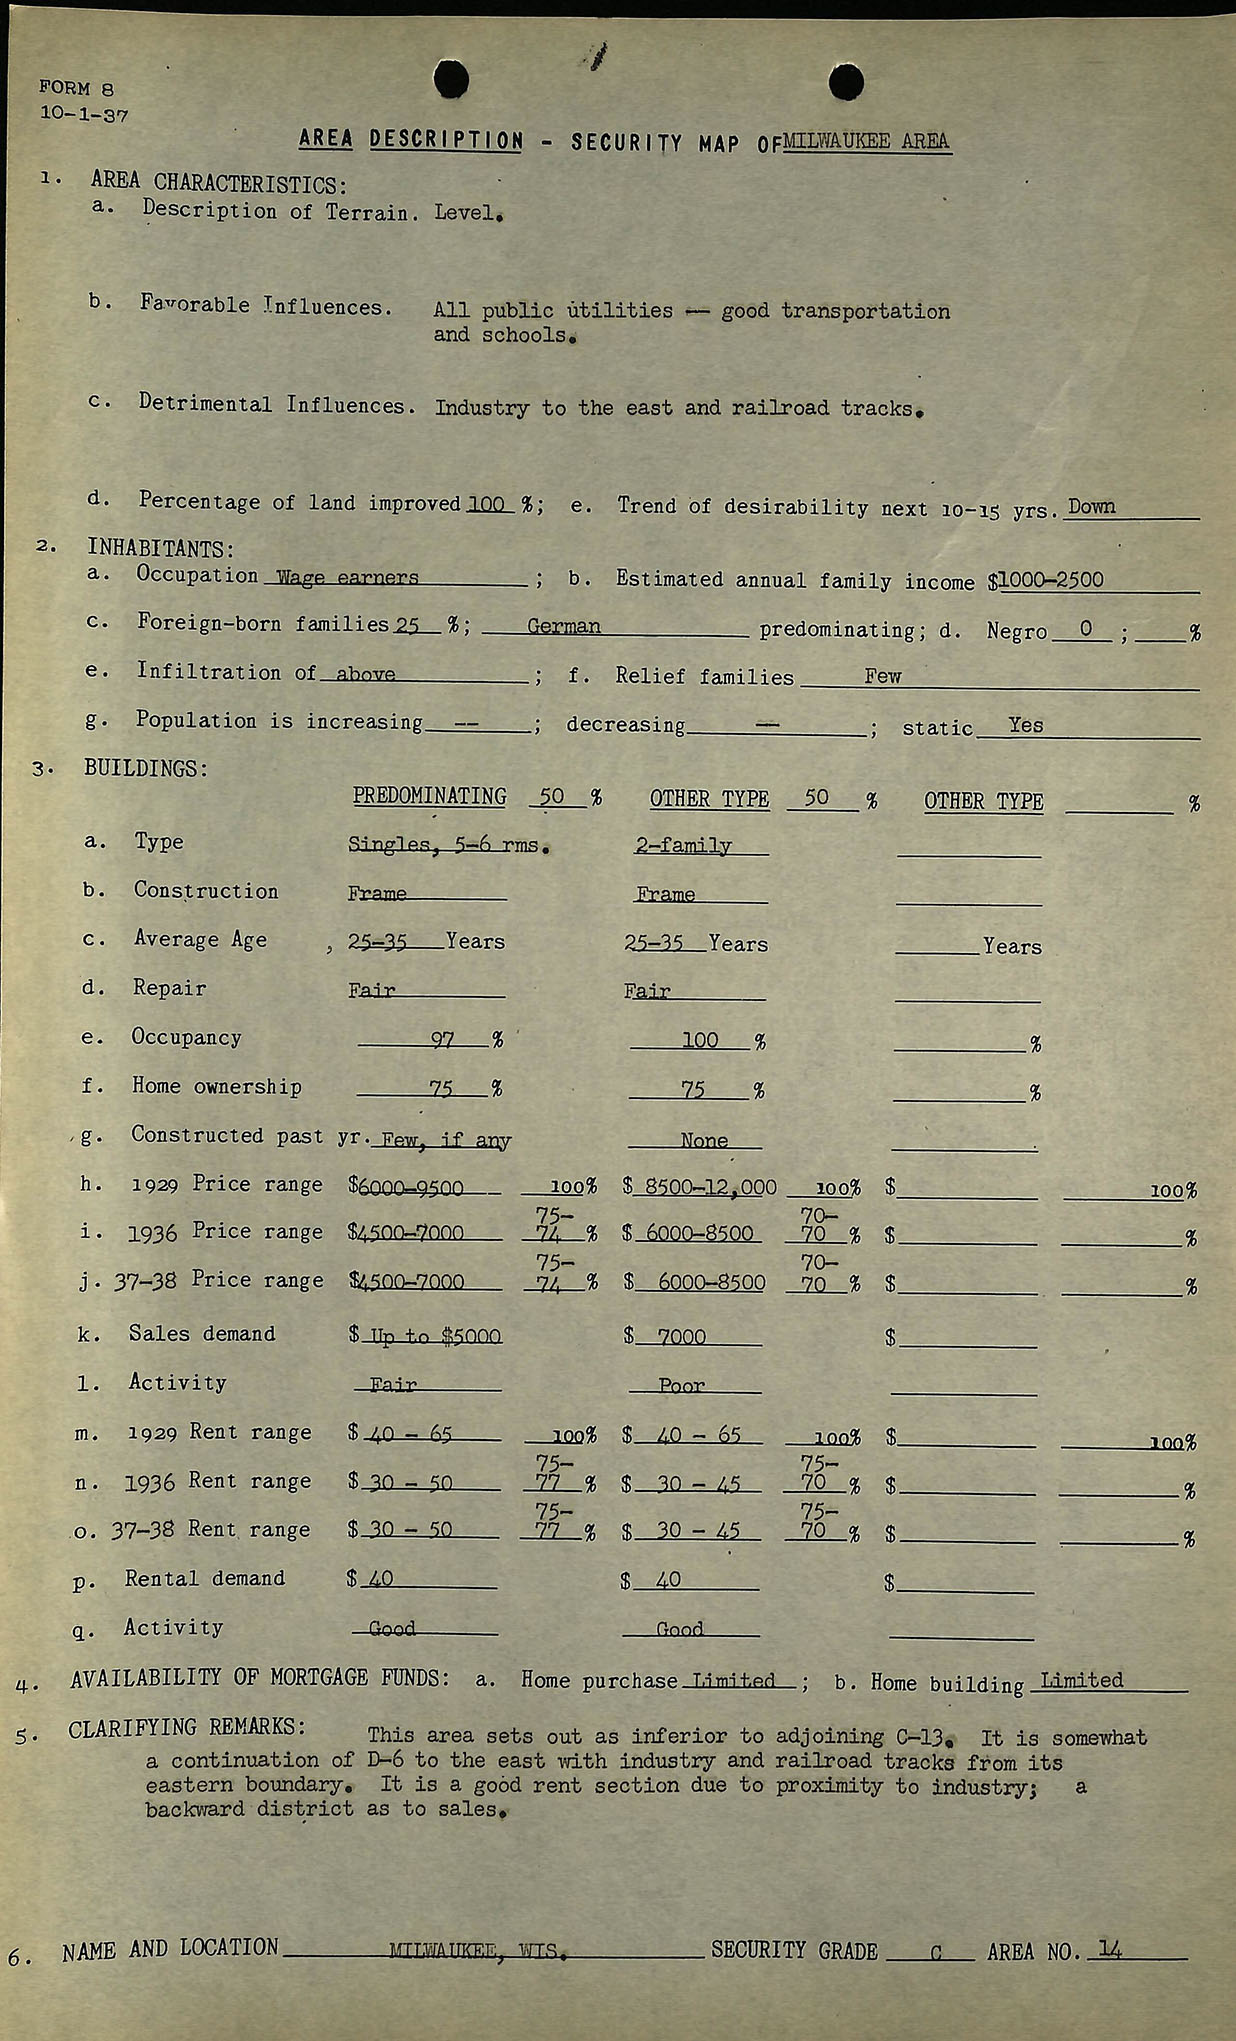 FORM 8
10-1-37
AREA DESCRIPTION - SECURITY MAP OF MILWAUKEE AREA
1. AREA CHARACTERISTICS:
a. Description of Terrain. Level.
b. Favorable Influences. All public utilities — good transportation
and schools.
c. Detrimental Influences. Industry to the east and railroad tracks.
d. Percentage of land improved 100 %; e. Trend of desirability next 10-15 yrs. Down
2. INHABITANTS:
a. Occupation Wage earners ; b. Estimated annual family income $1000-2500
c. Foreign-born families 25 %; German predominating; d. Negro 0 ; %
e. Infiltration of above ; f. Relief families Few
g. Population is increasing -- ; decreasing — ; static Yes
3. BUILDINGS:
PREDOMINATING 50 % OTHER TYPE 50 % OTHER TYPE %
a. Type Singles, 5-6 rms. 2-family
b. Construction Frame Frame
c. Average Age , 25-35 Years 25-35 Years Years
d. Repair Fair Fair
e. Occupancy 97 % 100 % %
f. Home ownership 75 % 75 % %
g. Constructed past yr. Few, if any None
h. 1929 Price range $6000-9500 100% $ 8500-12,000 100% $ 100%
75- 70-
i. 1936 Price range $4500-7000 74 % $ 6000-8500 70 % $ %
75- 70-
j. 37-38 Price range $4500-7000 74 % $ 6000-8500 70 % $ %
k. Sales demand $ Up to $5000 $ 7000 $
l. Activity Fair Poor
m. 1929 Rent range $ 40 - 65 100% $ 40 - 65 100% $ 100%
75- 75-
n. 1936 Rent range $ 30 - 50 77 % $ 30 - 45 70 % $ %
75- 75-
o. 37-38 Rent range $ 30 - 50 77 % $ 30 - 45 70 % $ %
p. Rental demand $ 40 $ 40 $
q. Activity Good Good
4. AVAILABILITY OF MORTGAGE FUNDS: a. Home purchase Limited ; b. Home building Limited
5. CLARIFYING REMARKS: This area sets out as inferior to adjoining C-13. It is somewhat
a continuation of D-6 to the east with industry and railroad tracks from its
eastern boundary. It is a good rent section due to proximity to industry; a
backward district as to sales.
6. NAME AND LOCATION MILWAUKEE, WIS. SECURITY GRADE C AREA NO. 14